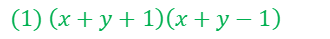 (1) (x + y + 1)(x + y − 1)